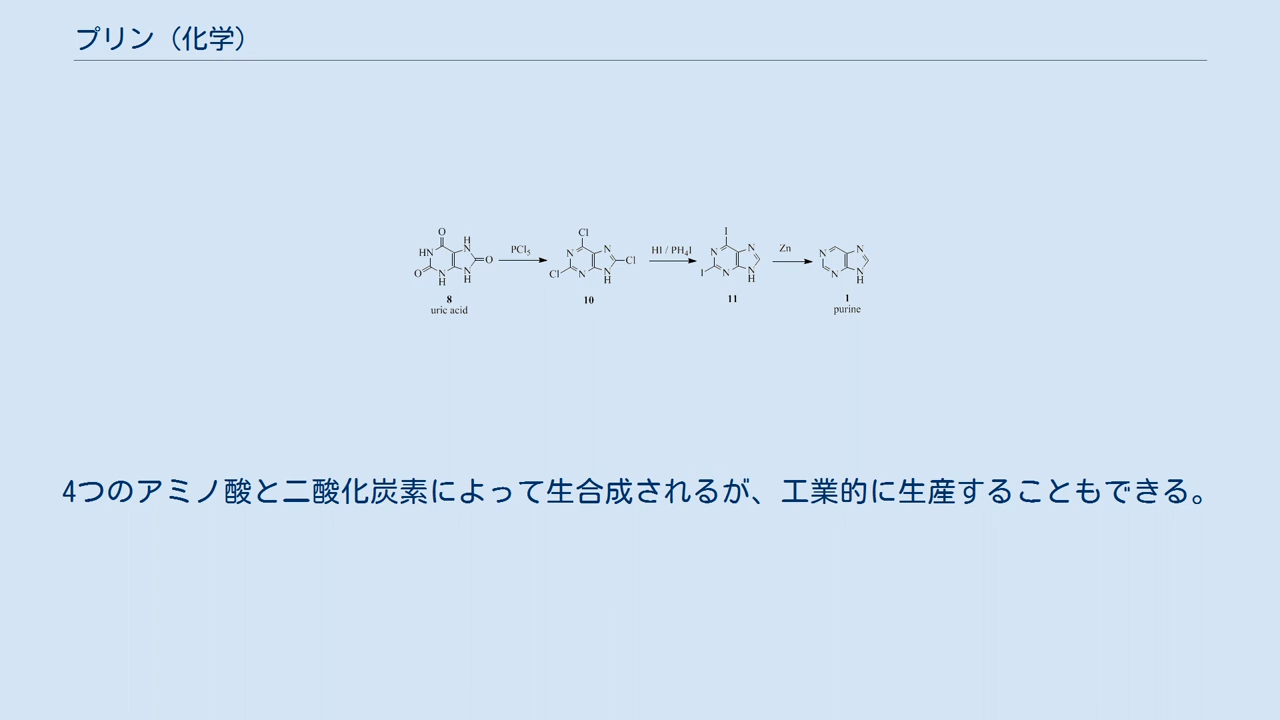 プリン（化学）
O Cl I
HN H N PCl5 N N Cl HI / PH4I N N Zn N N
O N N O Cl N N I N N N N
H H H H H
8 10 11 1
uric acid purine
4つのアミノ酸と二酸化炭素によって生合成されるが、工業的に生産することもできる。